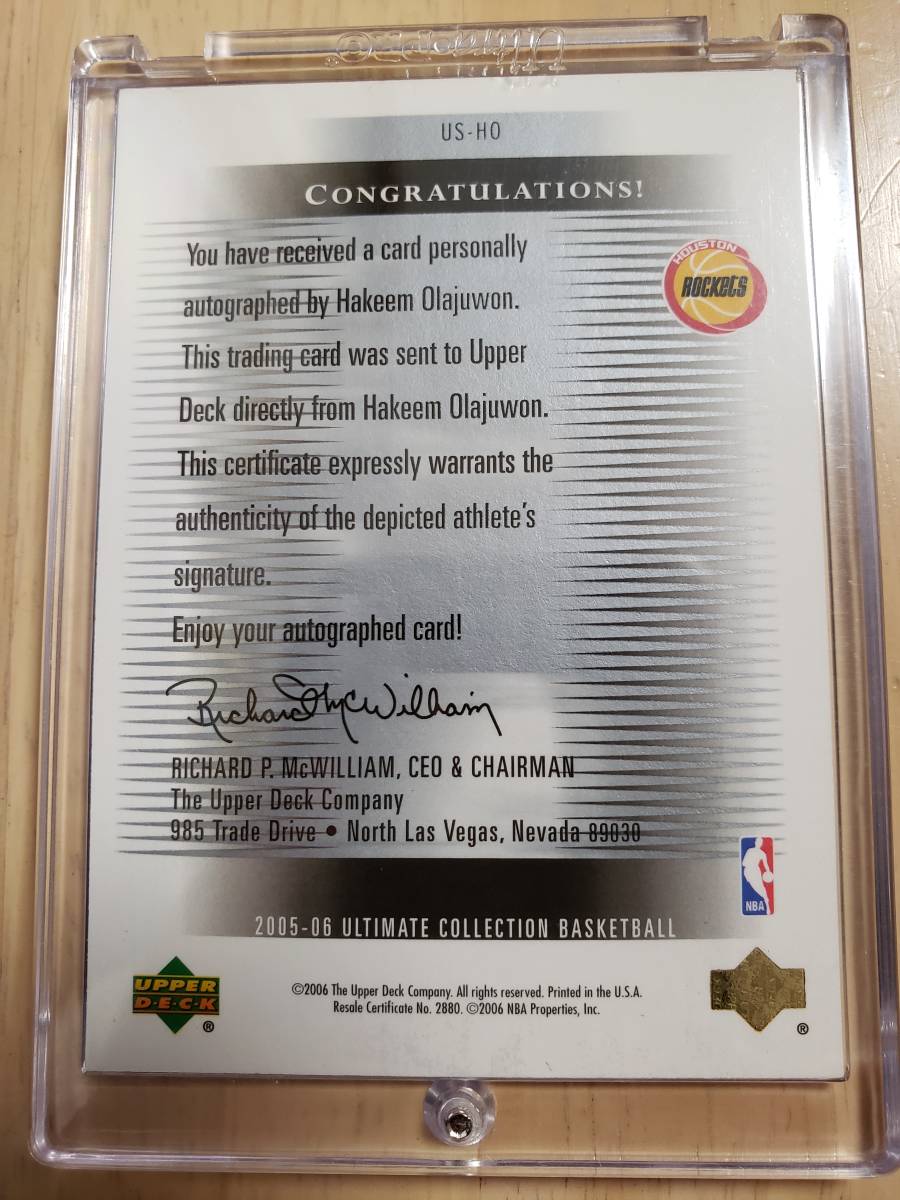 UltraPRO®
US-HO
CONGRATULATIONS!
You have received a card personally
autographed by Hakeem Olajuwon.
HOUSTON
ROCKETS
This trading card was sent to Upper
Deck directly from Hakeem Olajuwon.
This certificate expressly warrants the
authenticity of the depicted athlete's
signature.
Enjoy your autographed card!
Richard McWilliam
RICHARD P. McWILLIAM, CEO & CHAIRMAN
The Upper Deck Company
985 Trade Drive • North Las Vegas, Nevada 89030
NBA
2005-06 ULTIMATE COLLECTION BASKETBALL
UPPER
D·E·C·K
®
©2006 The Upper Deck Company. All rights reserved. Printed in the U.S.A.
Resale Certificate No. 2880. ©2006 NBA Properties, Inc.
®